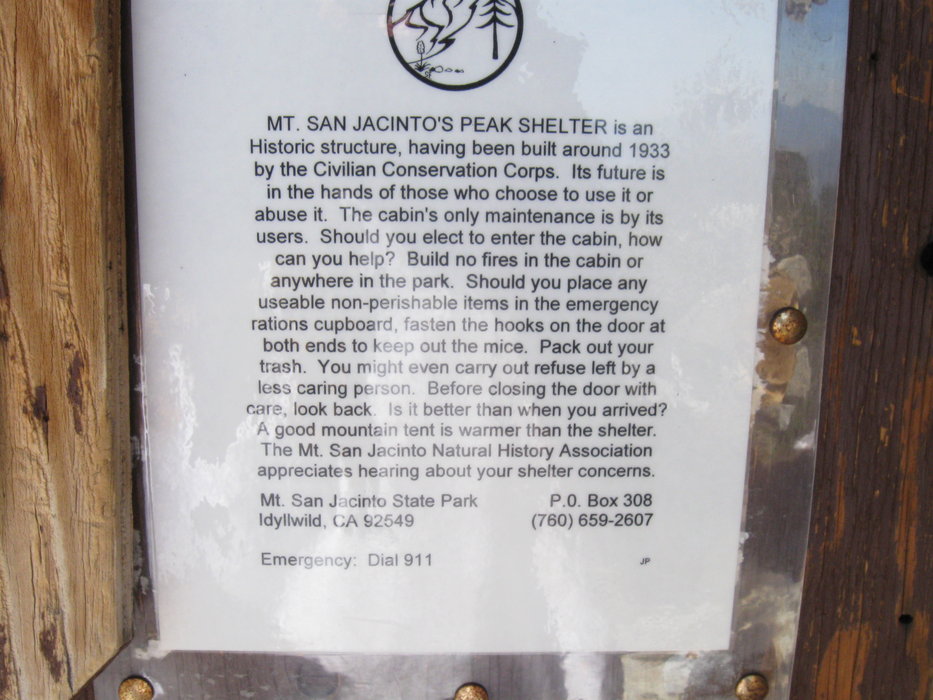 MT. SAN JACINTO'S PEAK SHELTER is an
Historic structure, having been built around 1933
by the Civilian Conservation Corps. Its future is
in the hands of those who choose to use it or
abuse it. The cabin's only maintenance is by its
users. Should you elect to enter the cabin, how
can you help? Build no fires in the cabin or
anywhere in the park. Should you place any
useable non-perishable items in the emergency
rations cupboard, fasten the hooks on the door at
both ends to keep out the mice. Pack out your
trash. You might even carry out refuse left by a
less caring person. Before closing the door with
care, look back. Is it better than when you arrived?
A good mountain tent is warmer than the shelter.
The Mt. San Jacinto Natural History Association
appreciates hearing about your shelter concerns.
Mt. San Jacinto State Park P.O. Box 308
Idyllwild, CA 92549 (760) 659-2607
Emergency: Dial 911 JP